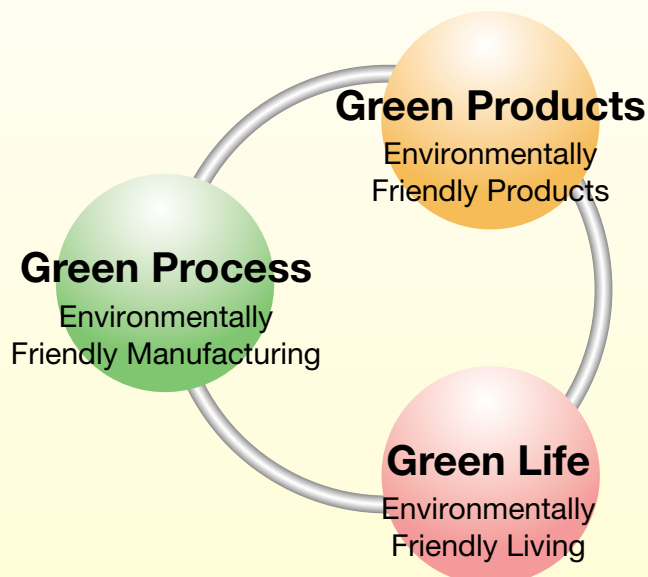 Green Products
Environmentally
Friendly Products
Green Process
Environmentally
Friendly Manufacturing
Green Life
Environmentally
Friendly Living